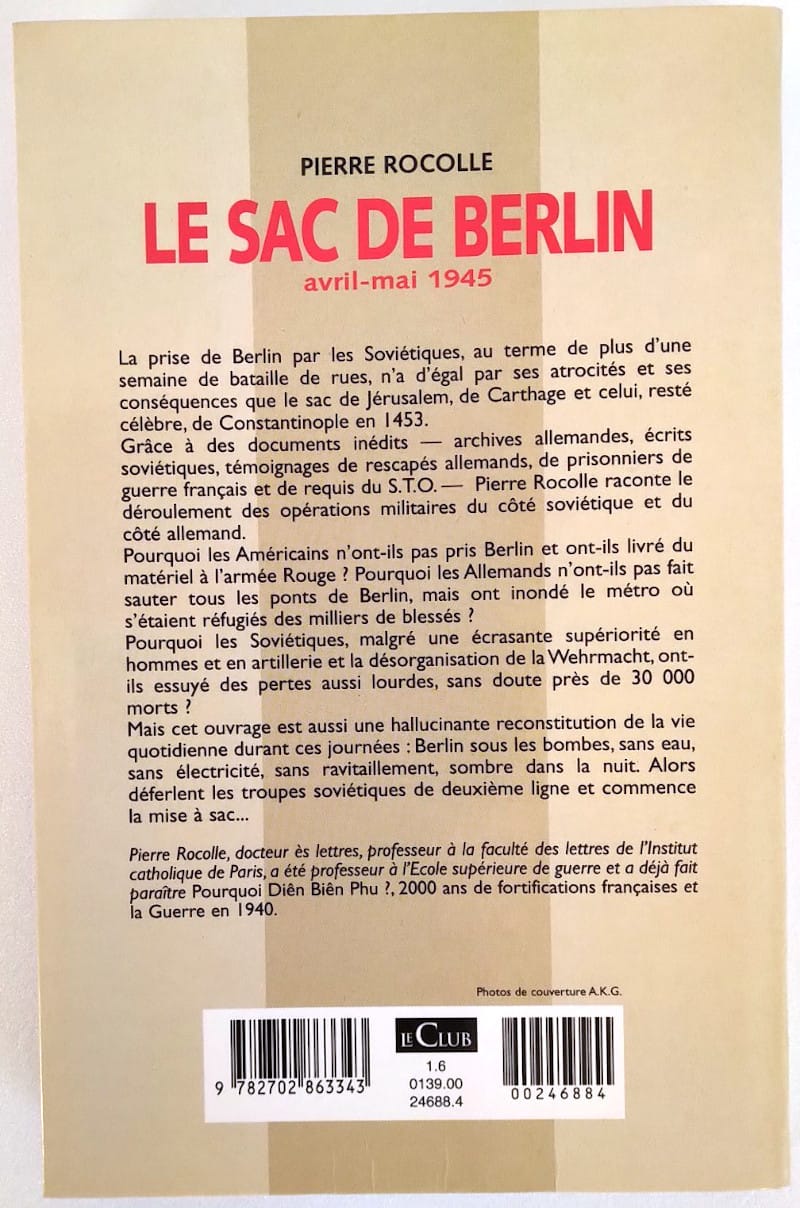 PIERRE ROCOLLE
LE SAC DE BERLIN
avril-mai 1945
La prise de Berlin par les Soviétiques, au terme de plus d'une
semaine de bataille de rues, n'a d'égal par ses atrocités et ses
conséquences que le sac de Jérusalem, de Carthage et celui, resté
célèbre, de Constantinople en 1453.
Grâce à des documents inédits — archives allemandes, écrits
soviétiques, témoignages de rescapés allemands, de prisonniers de
guerre français et de requis du S.T.O. — Pierre Rocolle raconte le
déroulement des opérations militaires du côté soviétique et du
côté allemand.
Pourquoi les Américains n'ont-ils pas pris Berlin et ont-ils livré du
matériel à l'armée Rouge ? Pourquoi les Allemands n'ont-ils pas fait
sauter tous les ponts de Berlin, mais ont inondé le métro où
s'étaient réfugiés des milliers de blessés ?
Pourquoi les Soviétiques, malgré une écrasante supériorité en
hommes et en artillerie et la désorganisation de la Wehrmacht, ont-
ils essuyé des pertes aussi lourdes, sans doute près de 30 000
morts ?
Mais cet ouvrage est aussi une hallucinante reconstitution de la vie
quotidienne durant ces journées : Berlin sous les bombes, sans eau,
sans électricité, sans ravitaillement, sombre dans la nuit. Alors
déferlent les troupes soviétiques de deuxième ligne et commence
la mise à sac...
Pierre Rocolle, docteur ès lettres, professeur à la faculté des lettres de l'Institut
catholique de Paris, a été professeur à l'Ecole supérieure de guerre et a déjà fait
paraître Pourquoi Diên Biên Phu ?, 2000 ans de fortifications françaises et
la Guerre en 1940.
Photos de couverture A.K.G.
LE CLUB
1.6
0139.00
24688.4
9 782702 863343
00246884